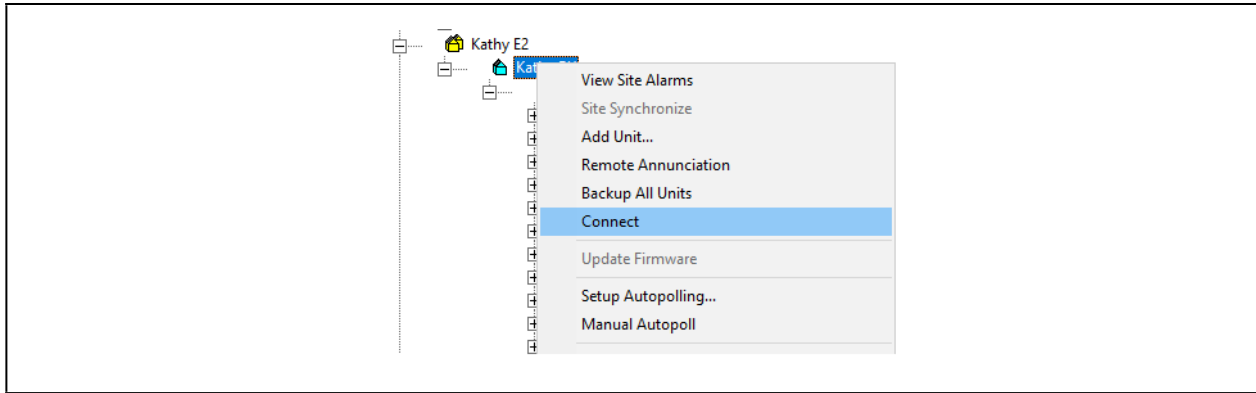 Kathy E2
View Site Alarms
Site Synchronize
Add Unit...
Remote Annunciation
Backup All Units
Connect
Update Firmware
Setup Autopolling...
Manual Autopoll